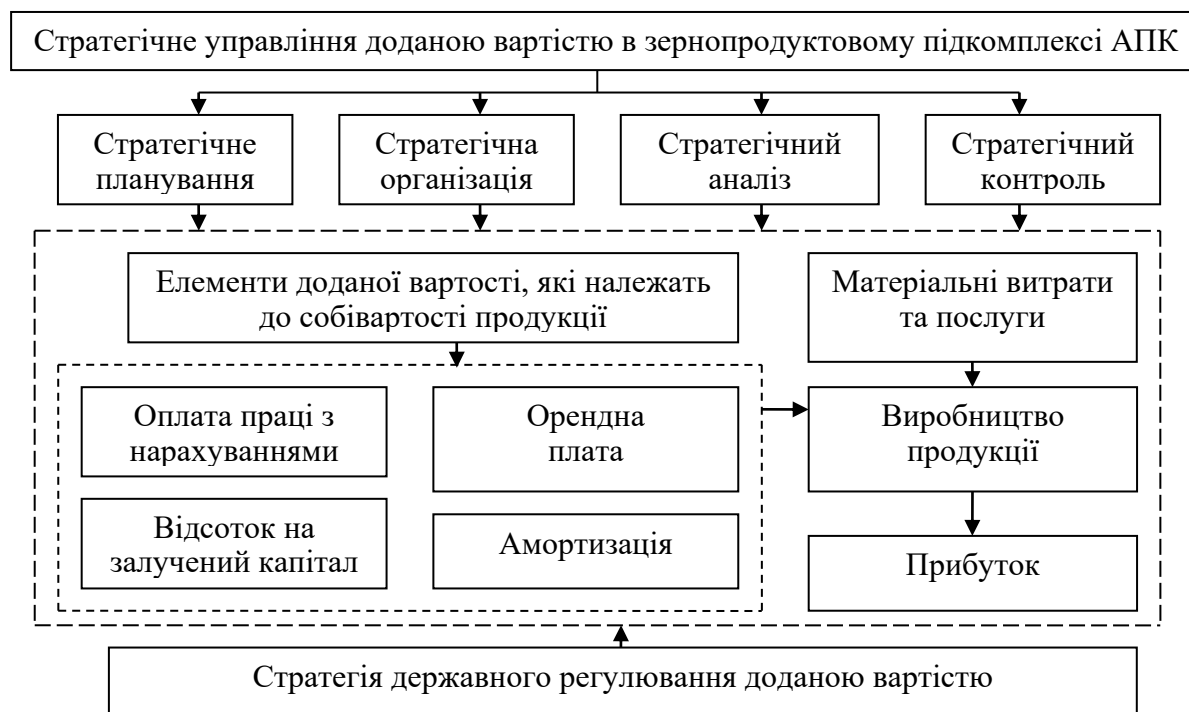 Стратегічне управління доданою вартістю в зернопродуктовому підкомплексі АПК
Стратегічне
планування
Стратегічна
організація
Стратегічний
аналіз
Стратегічний
контроль
Елементи доданої вартості, які належать
до собівартості продукції
Матеріальні витрати
та послуги
Оплата праці з
нарахуваннями
Орендна
плата
Виробництво
продукції
Відсоток на
залучений капітал
Амортизація
Прибуток
Стратегія державного регулювання доданою вартістю